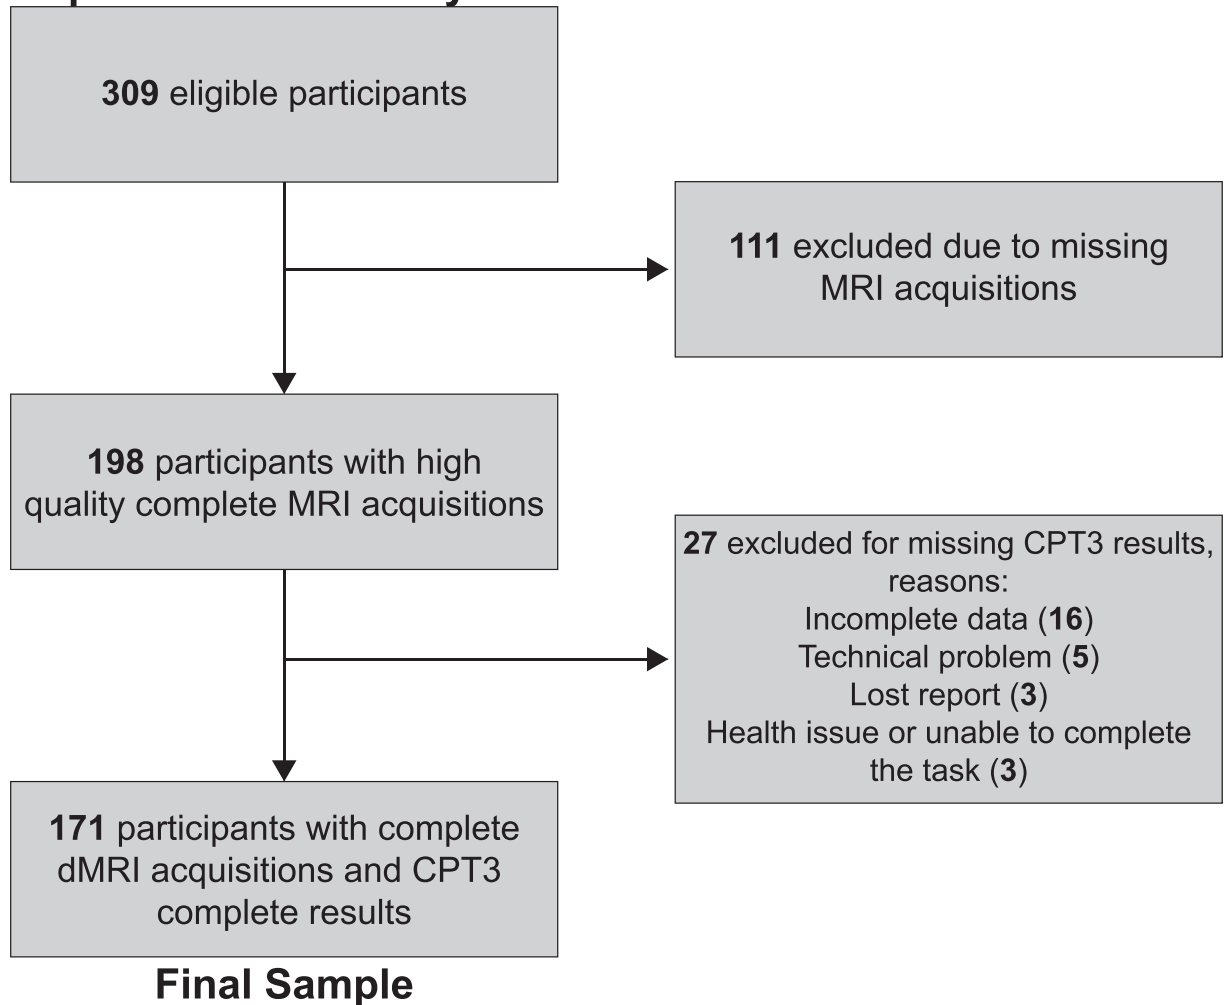 309 eligible participants
111 excluded due to missing
MRI acquisitions
198 participants with high
quality complete MRI acquisitions
27 excluded for missing CPT3 results,
reasons:
Incomplete data (16)
Technical problem (5)
Lost report (3)
Health issue or unable to complete
the task (3)
171 participants with complete
dMRI acquisitions and CPT3
complete results
Final Sample